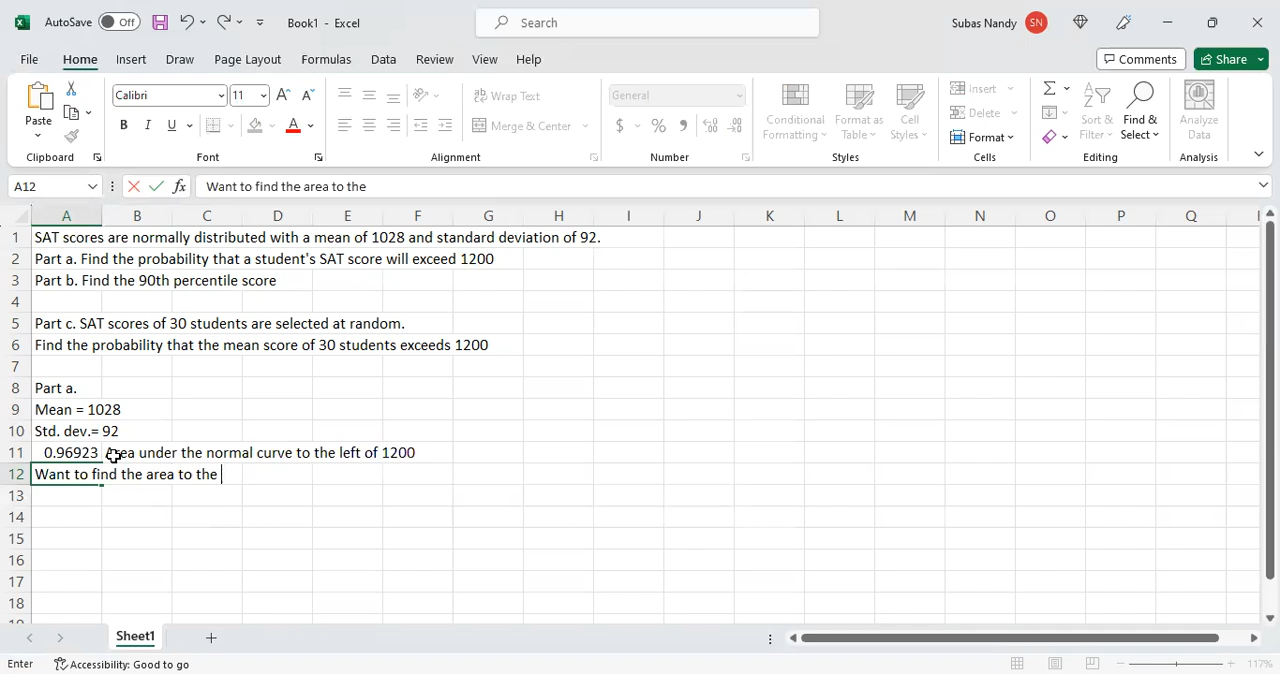 AutoSave Off Book1 - Excel Search Subas Nandy SN
File Home Insert Draw Page Layout Formulas Data Review View Help Comments Share
Paste Calibri 11 Wrap Text General Conditional Formatting Format as Table Cell Styles Insert Sort & Filter Find & Select Analyze Data
B I U A Merge & Center $ % Delete
Format
Clipboard Font Alignment Number Styles Cells Editing Analysis
A12 fx Want to find the area to the
A B C D E F G H I J K L M N O P Q
1 SAT scores are normally distributed with a mean of 1028 and standard deviation of 92.
2 Part a. Find the probability that a student's SAT score will exceed 1200
3 Part b. Find the 90th percentile score
4
5 Part c. SAT scores of 30 students are selected at random.
6 Find the probability that the mean score of 30 students exceeds 1200
7
8 Part a.
9 Mean = 1028
10 Std. dev.= 92
11 0.96923 Area under the normal curve to the left of 1200
12 Want to find the area to the
13
14
15
16
17
18
Sheet1
Enter Accessibility: Good to go 117%